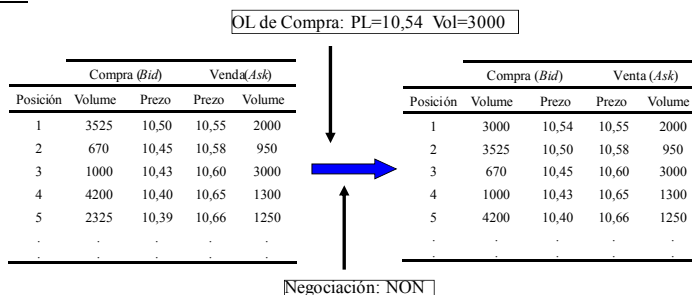 OL de Compra: PL=10,54 Vol=3000
Compra (Bid) Venda(Ask)
Posición Volume Prezo Prezo Volume
1 3525 10,50 10,55 2000
2 670 10,45 10,58 950
3 1000 10,43 10,60 3000
4 4200 10,40 10,65 1300
5 2325 10,39 10,66 1250
. . . . .
. . . . .
Compra (Bid) Venta (Ask)
Posición Volume Prezo Prezo Volume
1 3000 10,54 10,55 2000
2 3525 10,50 10,58 950
3 670 10,45 10,60 3000
4 1000 10,43 10,65 1300
5 4200 10,40 10,66 1250
. . . . .
. . . . .
Negociación: NON